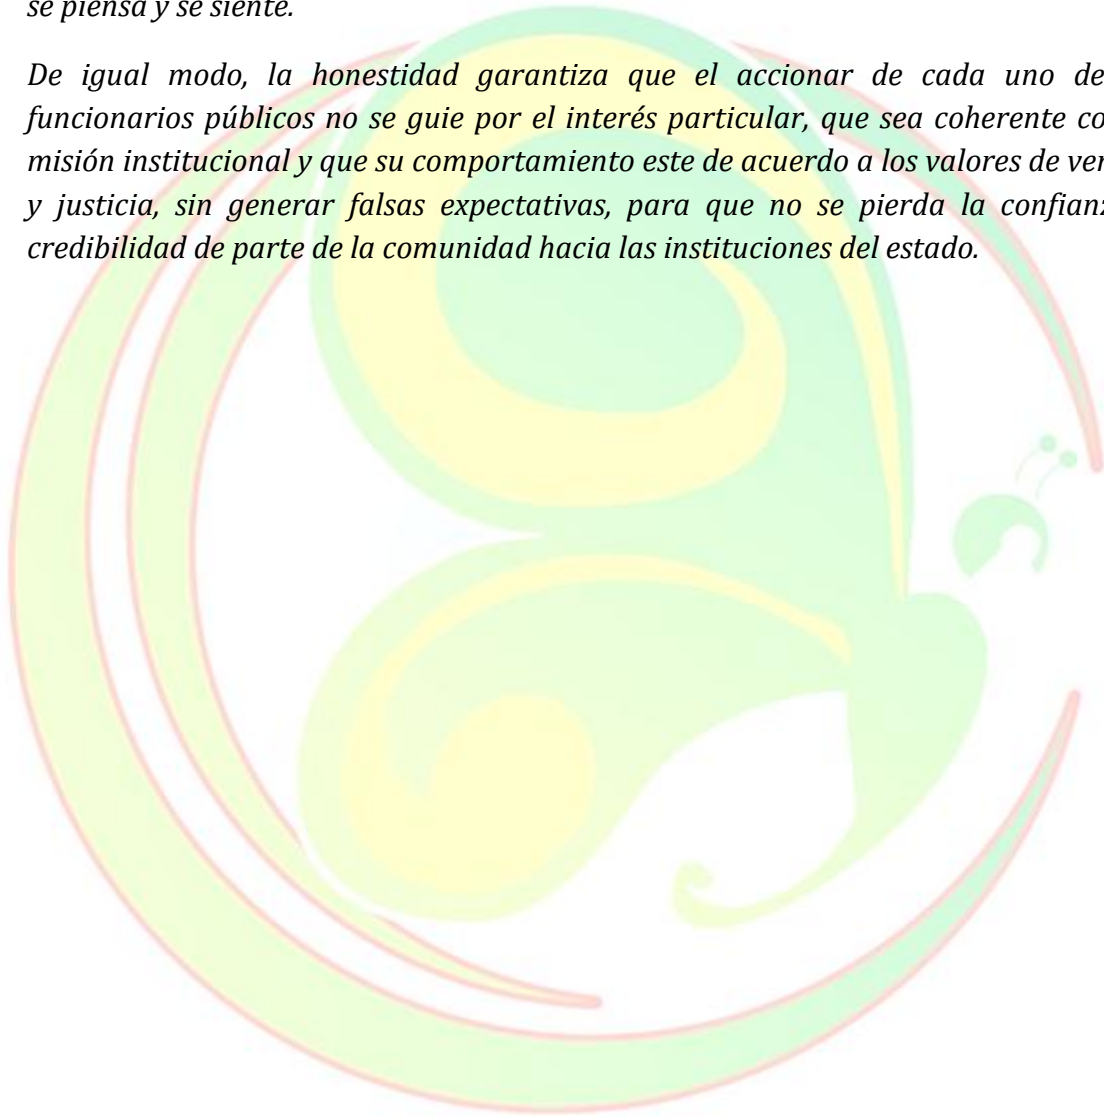 se piensa y se siente.
De igual modo, la honestidad garantiza que el accionar de cada uno de
funcionarios públicos no se guie por el interés particular, que sea coherente co
misión institucional y que su comportamiento este de acuerdo a los valores de ver
y justicia, sin generar falsas expectativas, para que no se pierda la confianz
credibilidad de parte de la comunidad hacia las instituciones del estado.